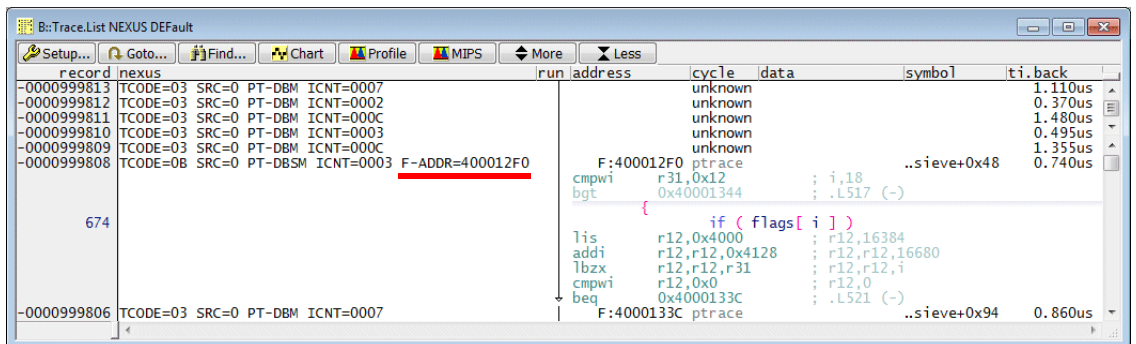 B::Trace.List NEXUS DEFault
Setup... Goto... Find... Chart Profile MIPS More Less
record nexus run address cycle data symbol ti.back
-0000999813 TCODE=03 SRC=0 PT-DBM ICNT=0007 unknown 1.110us
-0000999812 TCODE=03 SRC=0 PT-DBM ICNT=0002 unknown 0.370us
-0000999811 TCODE=03 SRC=0 PT-DBM ICNT=000C unknown 1.480us
-0000999810 TCODE=03 SRC=0 PT-DBM ICNT=0003 unknown 0.495us
-0000999809 TCODE=03 SRC=0 PT-DBM ICNT=000C unknown 1.355us
-0000999808 TCODE=0B SRC=0 PT-DBSM ICNT=0003 F-ADDR=400012F0 F:400012F0 ptrace ..sieve+0x48 0.740us
cmpwi r31,0x12 ; i,18
bgt 0x40001344 ; .L517 (-)
{
674 if ( flags[ i ] )
lis r12,0x4000 ; r12,16384
addi r12,r12,0x4128 ; r12,r12,16680
lbzx r12,r12,r31 ; r12,r12,i
cmpwi r12,0x0 ; r12,0
beq 0x4000133C ; .L521 (-)
-0000999806 TCODE=03 SRC=0 PT-DBM ICNT=0007 F:4000133C ptrace ..sieve+0x94 0.860us